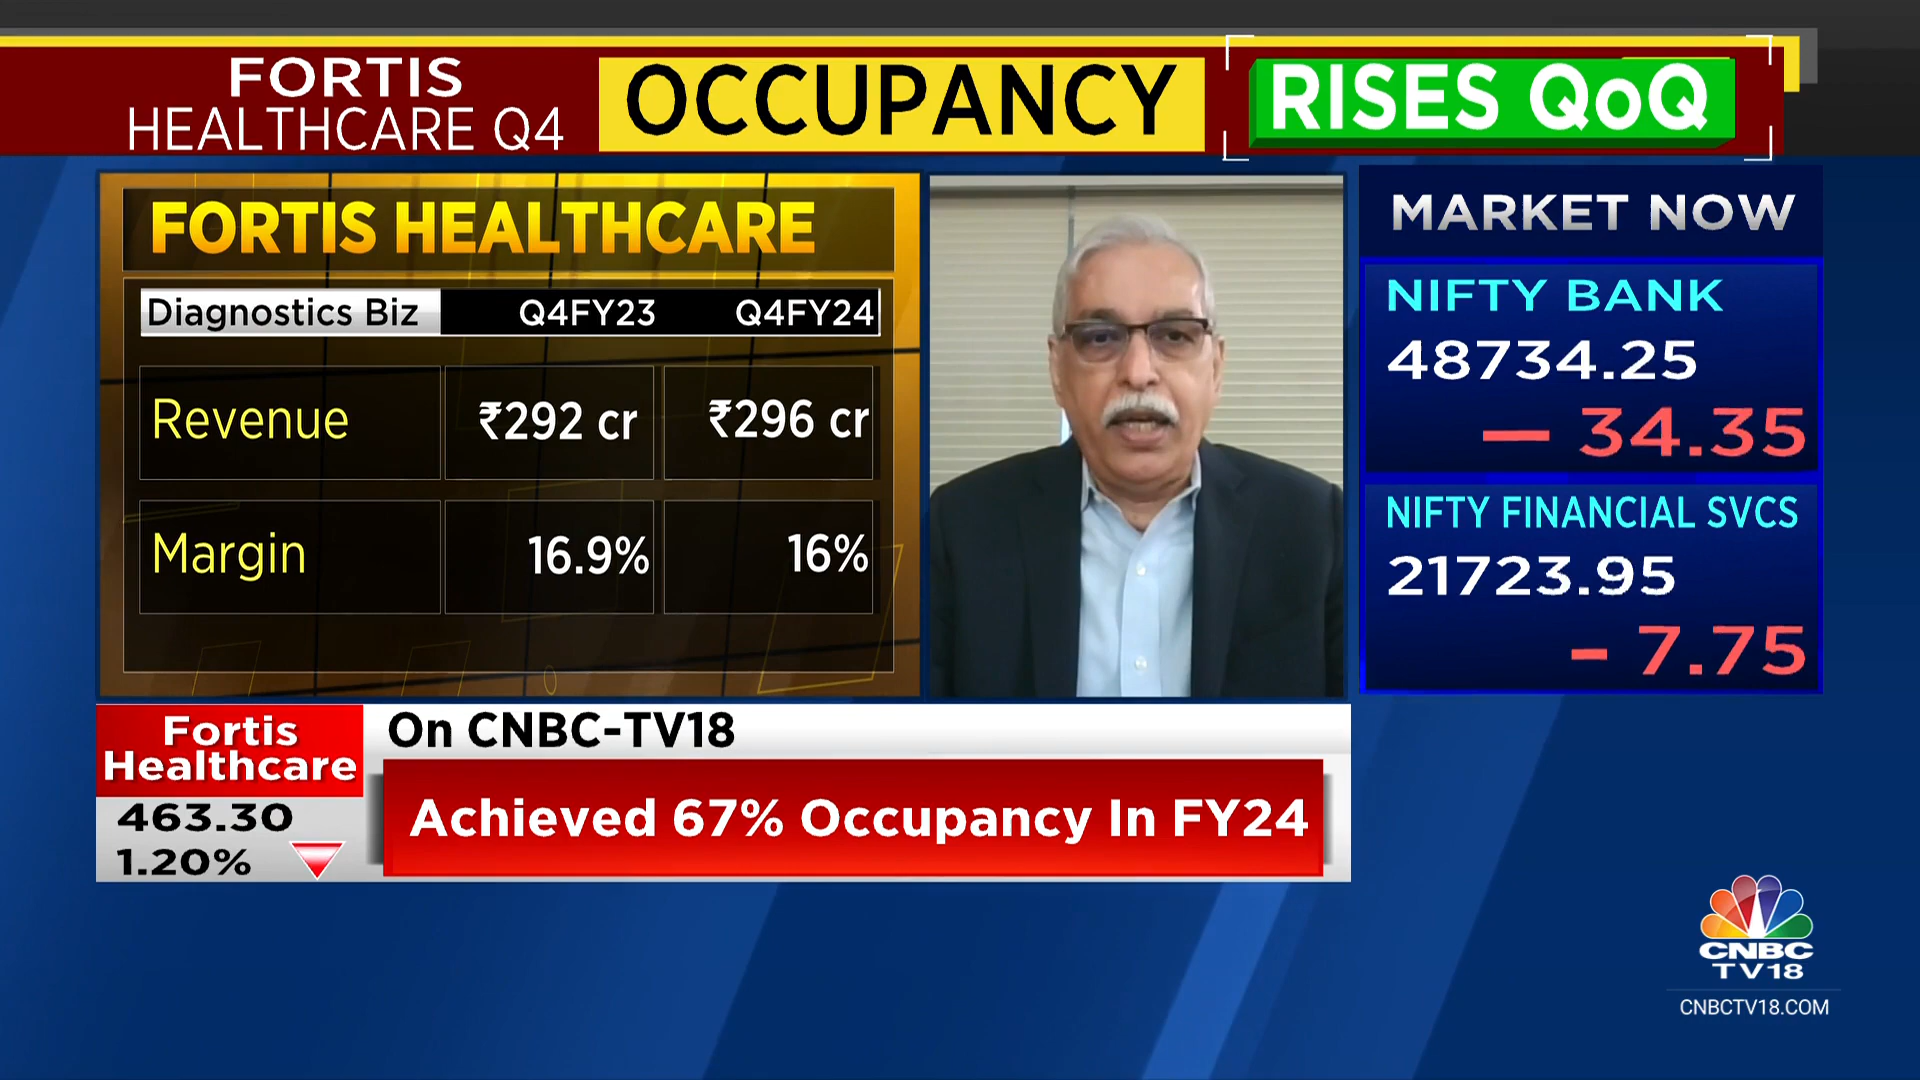 FORTIS
HEALTHCARE Q4
OCCUPANCY
RISES QoQ
FORTIS HEALTHCARE
Diagnostics Biz Q4FY23 Q4FY24
Revenue ₹292 cr ₹296 cr
Margin 16.9% 16%
MARKET NOW
NIFTY BANK
48734.25
- 34.35
NIFTY FINANCIAL SVCS
21723.95
- 7.75
Fortis
Healthcare
463.30
1.20%
On CNBC-TV18
Achieved 67% Occupancy In FY24
CNBC
TV18
CNBCTV18.COM